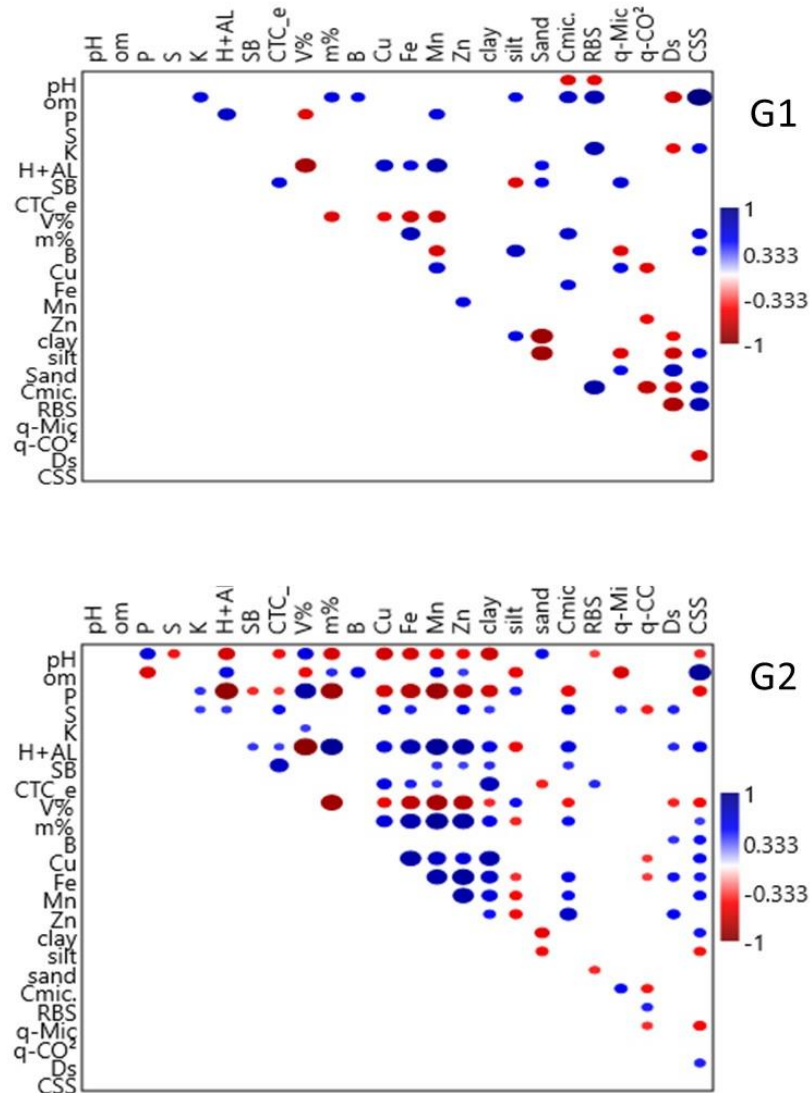 pH om P S K H+AL SB CTC_e V% m% B Cu Fe Mn Zn clay silt Sand Cmic. RBS q-Mic q-CO² Ds CSS
pH
om
P
S
K
H+AL
SB
CTC_e
V%
m%
B
Cu
Fe
Mn
Zn
clay
silt
Sand
Cmic.
RBS
q-Mic
q-CO²
Ds
CSS
G1
1
0.333
-0.333
-1
pH om P S K H+A SB CTC_ V% m% B Cu Fe Mn Zn clay silt sand Cmic RBS q-Mi q-CC Ds CSS
pH
om
P
S
K
H+AL
SB
CTC_e
V%
m%
B
Cu
Fe
Mn
Zn
clay
silt
sand
Cmic.
RBS
q-Mic
q-CO²
Ds
CSS
G2
1
0.333
-0.333
-1